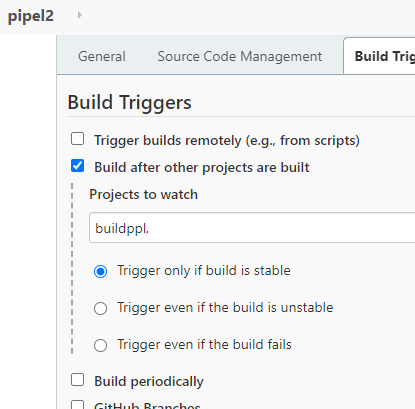 pipel2
General Source Code Management Build Trig
Build Triggers
Trigger builds remotely (e.g., from scripts)
Build after other projects are built
Projects to watch
buildppl,
Trigger only if build is stable
Trigger even if the build is unstable
Trigger even if the build fails
Build periodically
GitHub Branches